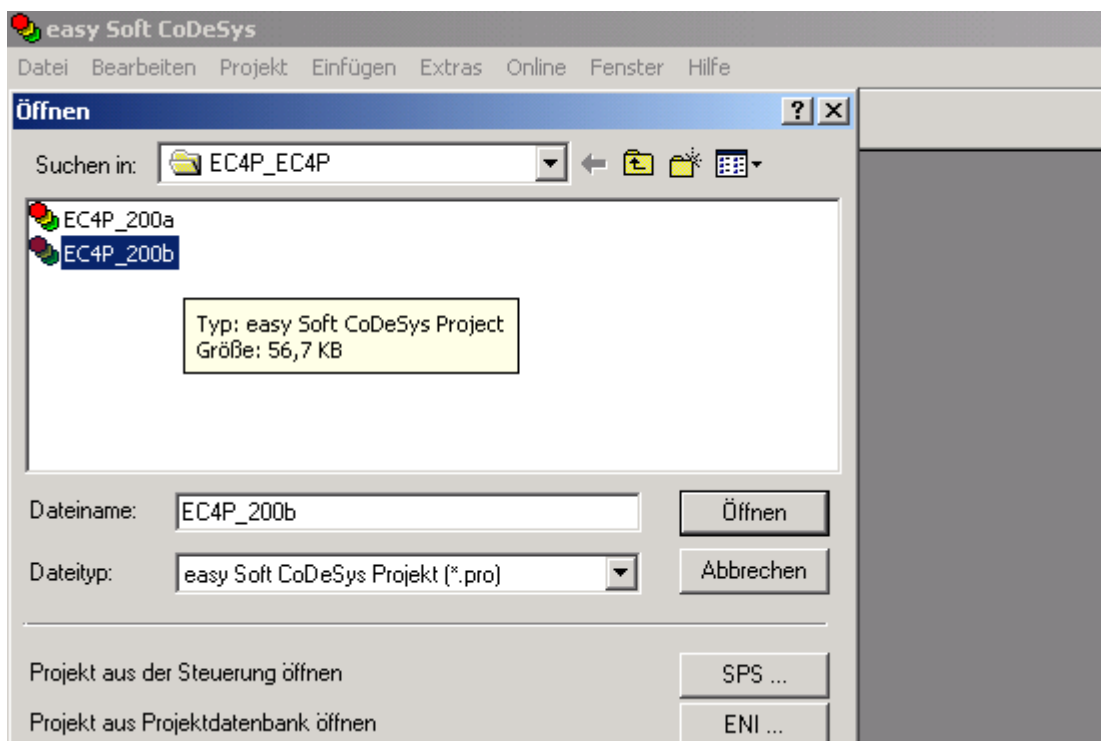 easy Soft CoDeSys
Datei Bearbeiten Projekt Einfügen Extras Online Fenster Hilfe
Öffnen
Suchen in: EC4P_EC4P
EC4P_200a
EC4P_200b
Typ: easy Soft CoDeSys Project
Größe: 56,7 KB
Dateiname: EC4P_200b Öffnen
Dateityp: easy Soft CoDeSys Projekt (*.pro) Abbrechen
Projekt aus der Steuerung öffnen SPS ...
Projekt aus Projektdatenbank öffnen ENI ...